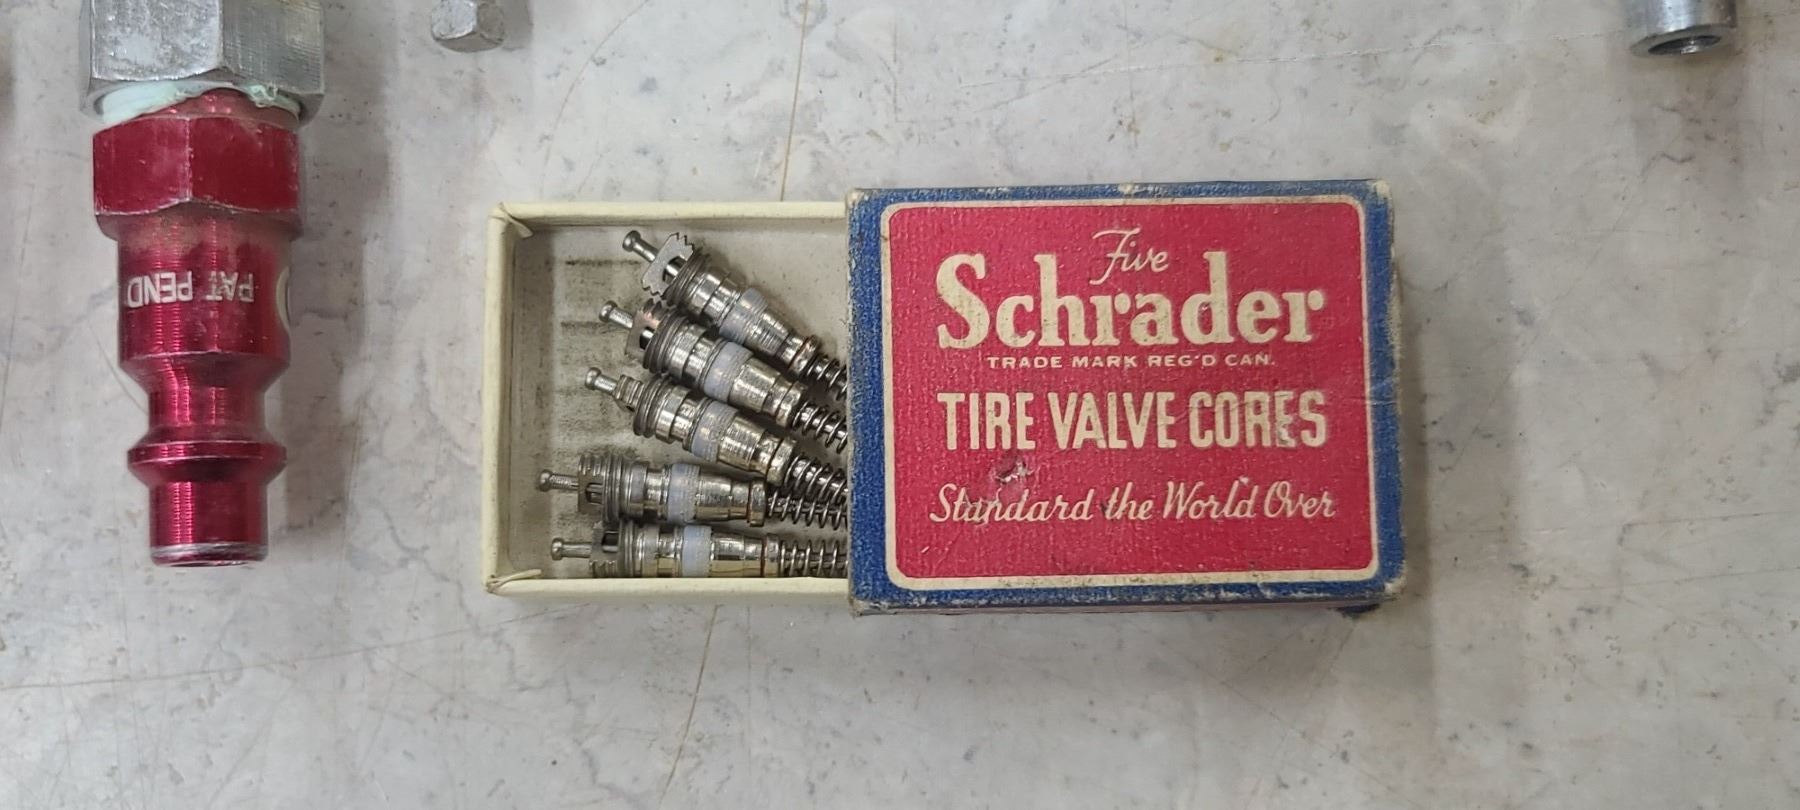 PAT PEND
Five
Schrader
TRADE MARK REG'D CAN.
TIRE VALVE CORES
Standard the World Over